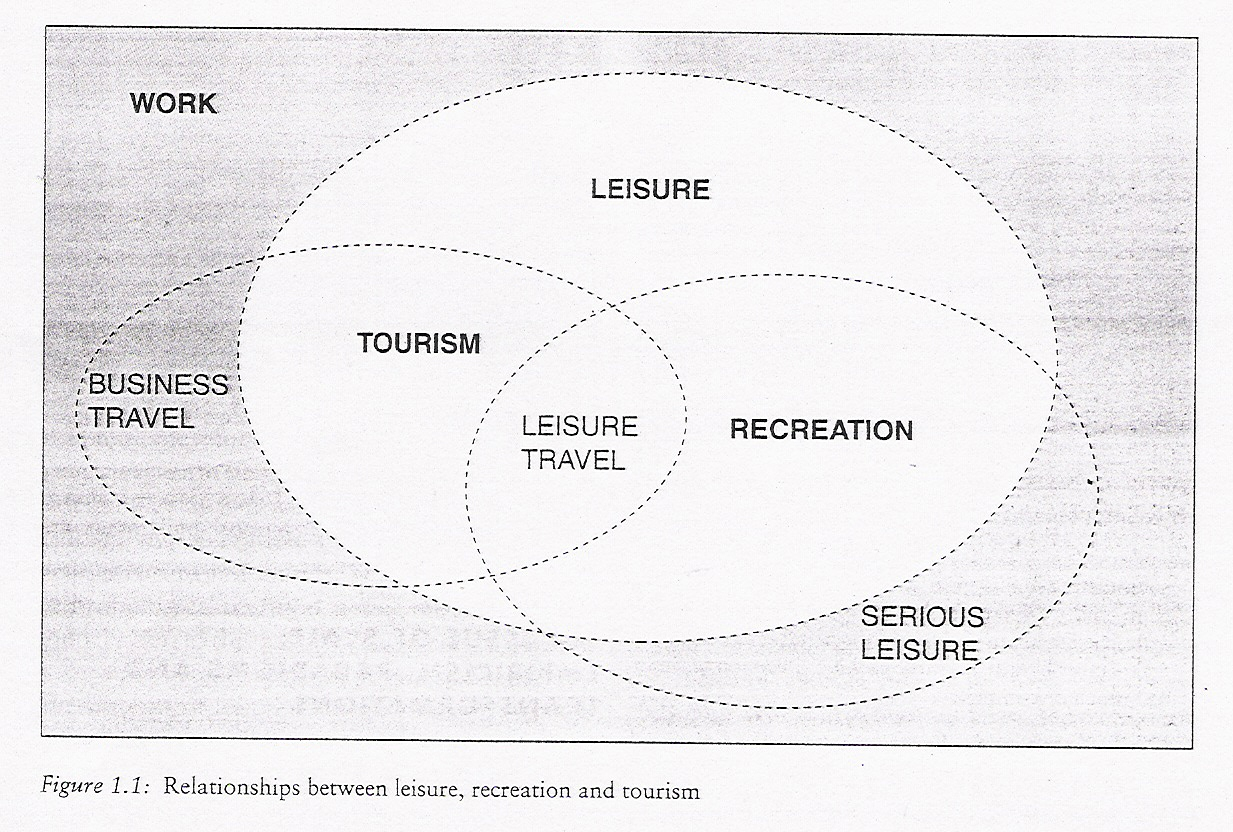 WORK
LEISURE
TOURISM
BUSINESS
TRAVEL
LEISURE
TRAVEL
RECREATION
SERIOUS
LEISURE
Figure 1.1: Relationships between leisure, recreation and tourism